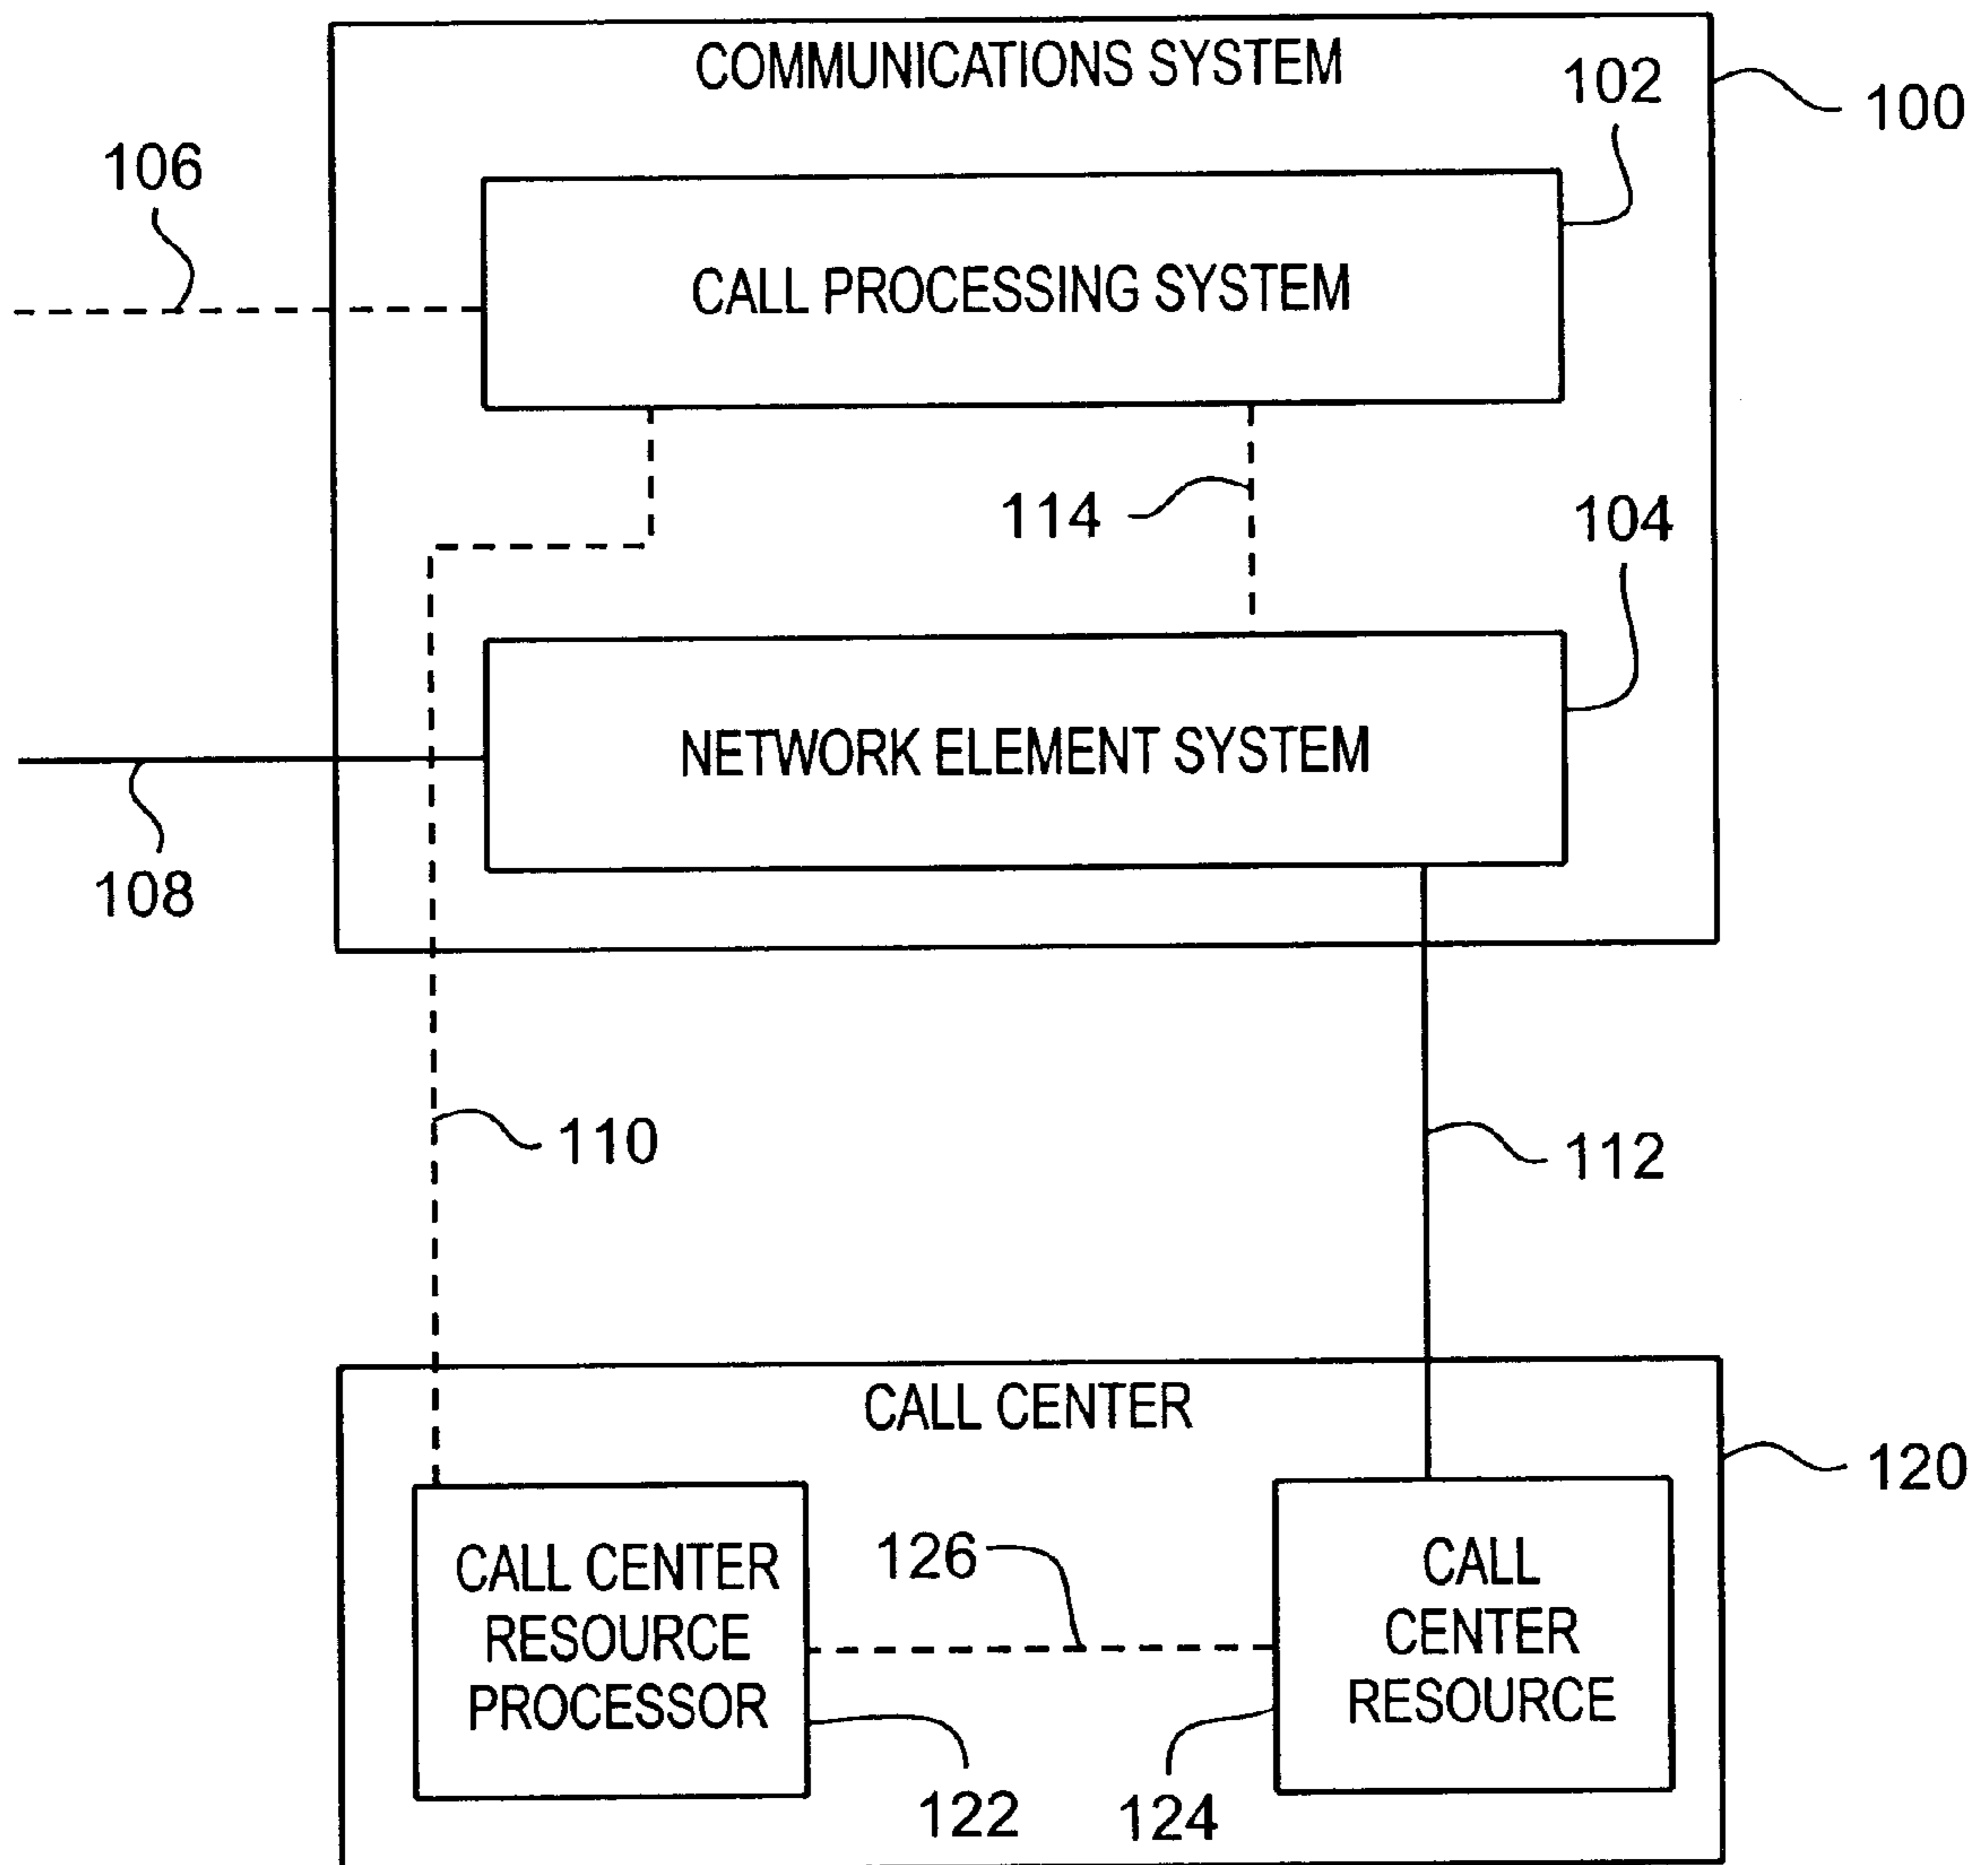 COMMUNICATIONS SYSTEM
102
100
106
CALL PROCESSING SYSTEM
114
104
NETWORK ELEMENT SYSTEM
108
110
112
CALL CENTER
120
CALL CENTER
RESOURCE
PROCESSOR
126
CALL
CENTER
RESOURCE
122
124